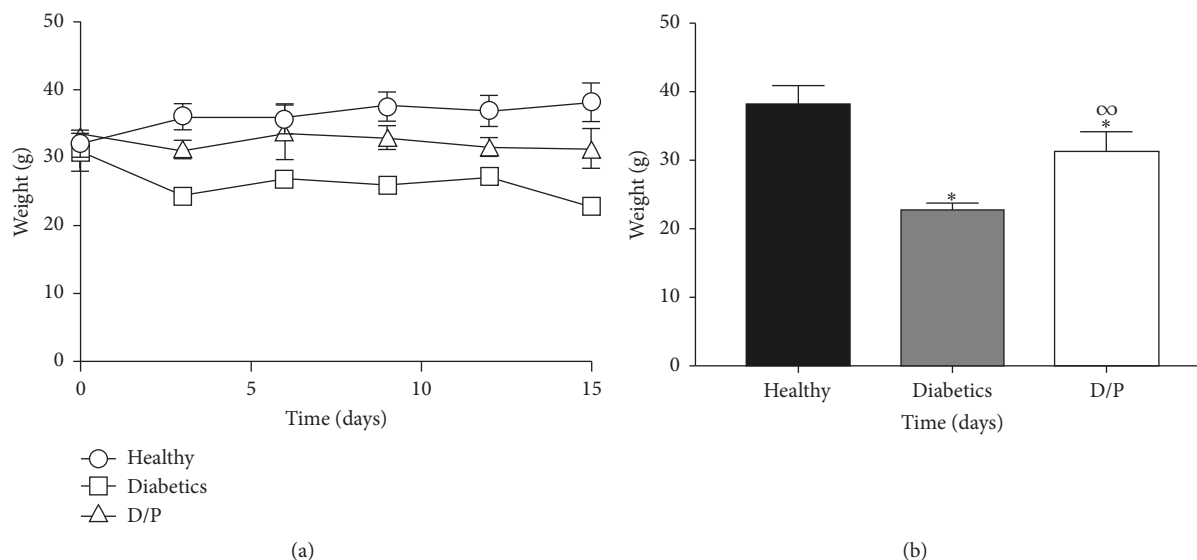 50
40
30
20
10
0
Weight (g)
0
5
10
15
Time (days)
Healthy
Diabetics
D/P
(a)
50
40
30
20
10
0
Weight (g)
*
∞
*
Healthy
Diabetics
D/P
Time (days)
(b)